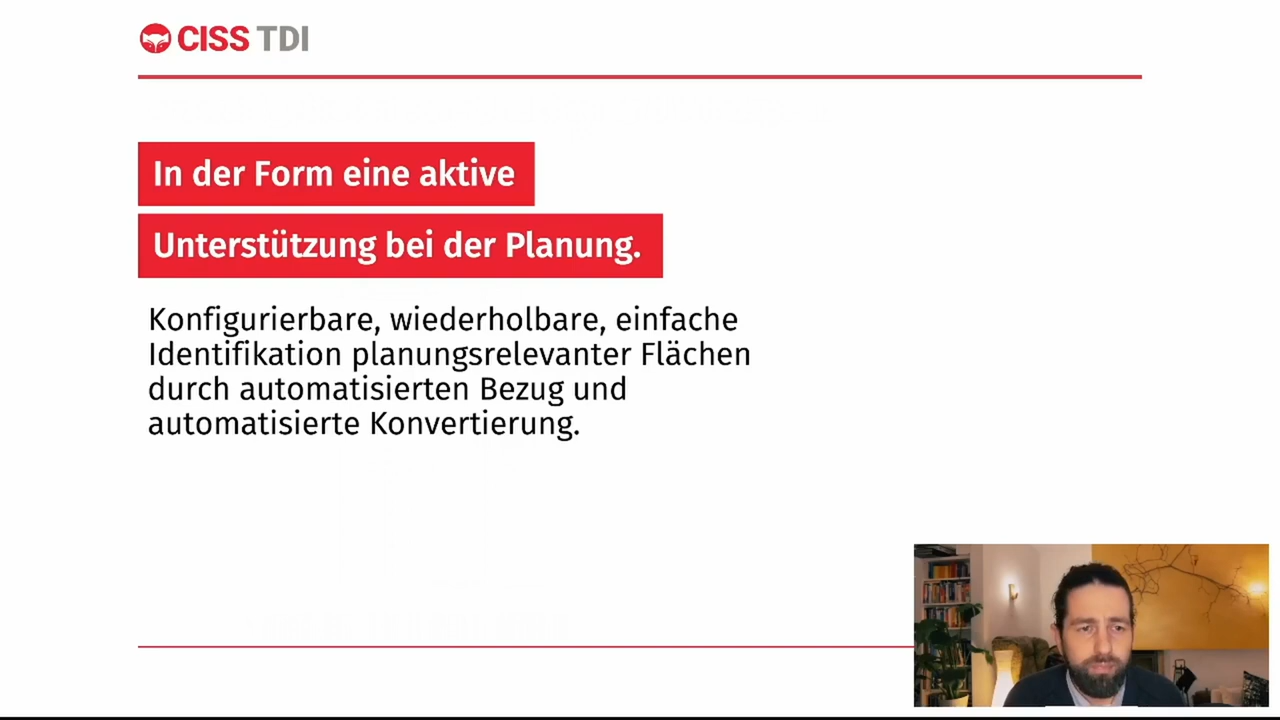 CISS TDI
In der Form eine aktive
Unterstützung bei der Planung.
Konfigurierbare, wiederholbare, einfache
Identifikation planungsrelevanter Flächen
durch automatisierten Bezug und
automatisierte Konvertierung.